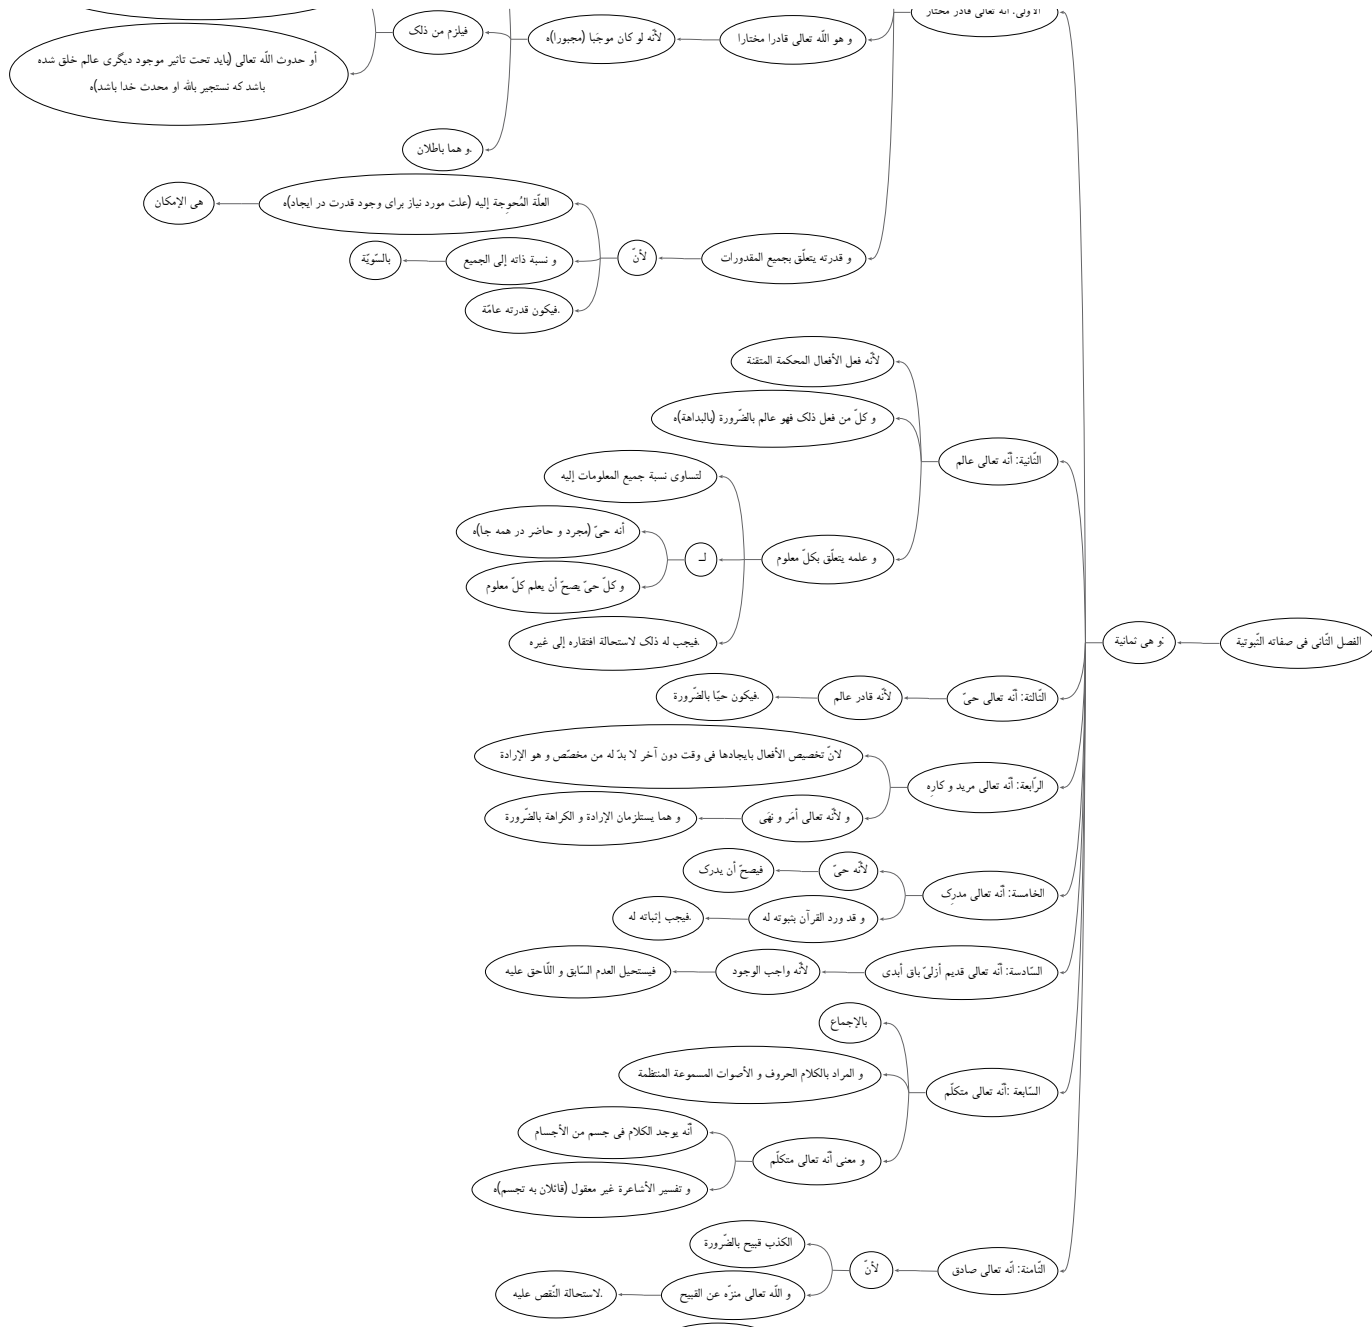 الفصل الثّانی فی صفاته الثّبوتیة
و هی ثمانیة:
الاولی: أنّه تعالی قادر مختار
و هو اللّه تعالی قادرا مختارا
لأنّه لو کان موجَبا (مجبورا)ه
فیلزم من ذلک
أو حدوث اللّه تعالی (باید تحت تاثیر موجود دیگری عالم خلق شده
باشد که نستجیر بالله او محدث خدا باشد)ه
و هما باطلان.
و قدرته یتعلّق بجمیع المقدورات
لأنّ
العلّة المُحوِجة إلیه (علت مورد نیاز برای وجود قدرت در ایجاد)ه
هی الإمکان
و نسبة ذاته إلی الجمیع
بالسّویّة
فیکون قدرته عامّة.
الثّانیة: أنّه تعالی عالم
لأنّه فعل الأفعال المحکمة المتقنة
و کلّ من فعل ذلک فهو عالم بالضّرورة (بالبداهة)ه
و علمه یتعلّق بکلّ معلوم
لتساوی نسبة جمیع المعلومات إلیه
لـ
أنه حیّ (مجرد و حاضر در همه جا)ه
و کلّ حیّ یصحّ أن یعلم کلّ معلوم
فیجب له ذلک لاستحالة افتقاره إلی غیره.
الثّالثة: أنّه تعالی حیّ
لأنّه قادر عالم
فیکون حیّا بالضّرورة.
الرّابعة: أنّه تعالی مرید و کارِه
لانّ تخصیص الأفعال بایجادها فی وقت دون آخر لا بدّ له من مخصّص و هو الإرادة
و لأنّه تعالی أمَر و نهَی
و هما یستلزمان الإرادة و الکراهة بالضّرورة
الخامسة: أنّه تعالی مدرِک
لأنّه حیّ
فیصحّ أن یدرک
و قد ورد القرآن بثبوته له
فیجب إثباته له.
السّادسة: أنّه تعالی قدیم أزلیّ باق أبدی
لأنّه واجب الوجود
فیستحیل العدم السّابق و اللّاحق علیه
السّابعة :أنّه تعالی متکلّم
بالإجماع
و المراد بالکلام الحروف و الأصوات المسموعة المنتظمة
و معنی أنّه تعالی متکلّم
أنّه یوجد الکلام فی جسم من الأجسام
و تفسیر الأشاعرة غیر معقول (قائلان به تجسم)ه
الثّامنة: انّه تعالی صادق
لأنّ
الکذب قبیح بالضّرورة
و اللّه تعالی منزّه عن القبیح
لاستحالة النّقص علیه.